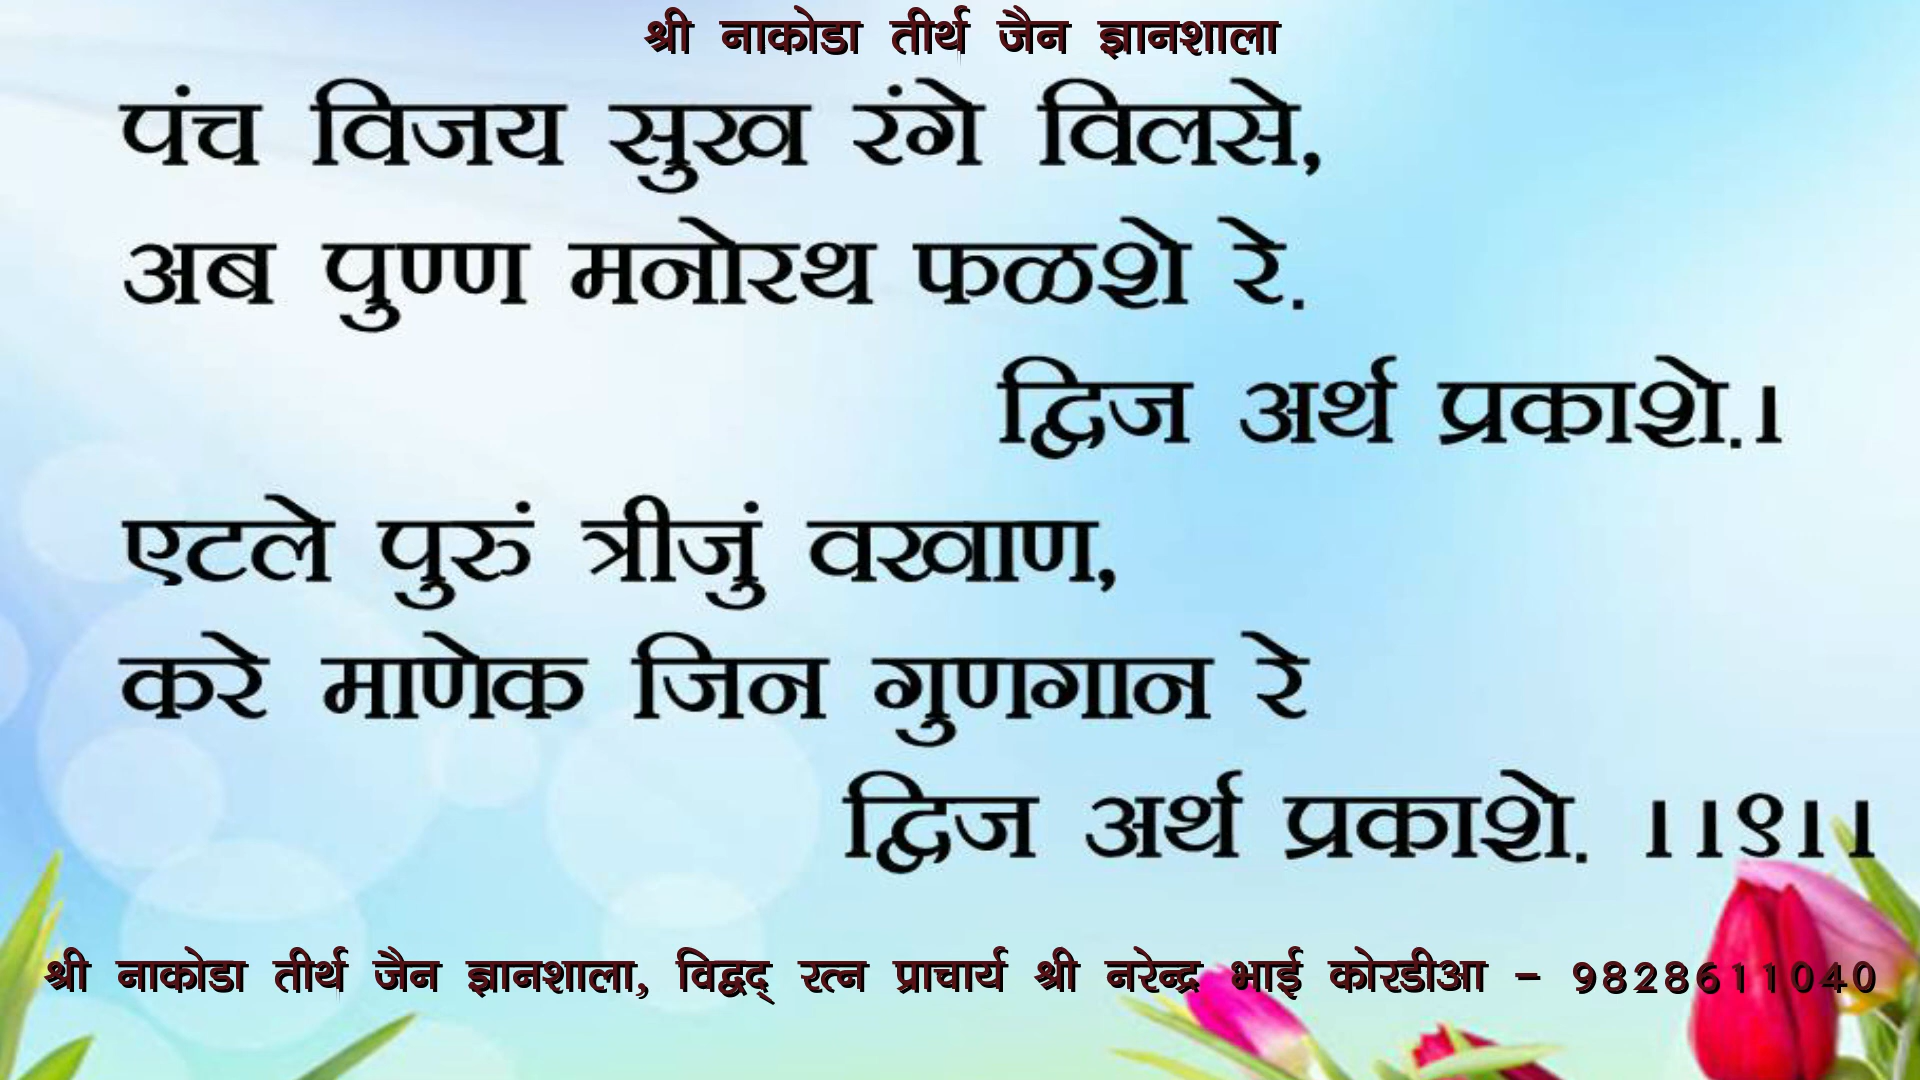 श्री नाकोडा तीर्थ जैन ज्ञानशाला
पंच विजय सुख रंगे विलसे,
अब पुण्ण मनोरथ फळशे रे.
द्विज अर्थ प्रकाशे.।
एटले पुरुं त्रीजुं वखाण,
करे माणेक जिन गुणगान रे
द्विज अर्थ प्रकाशे. ।।९।।
श्री नाकोडा तीर्थ जैन ज्ञानशाला, विद्वद् रत्न प्राचार्य श्री नरेन्द्र भाई कोरडीआ - 9828611040